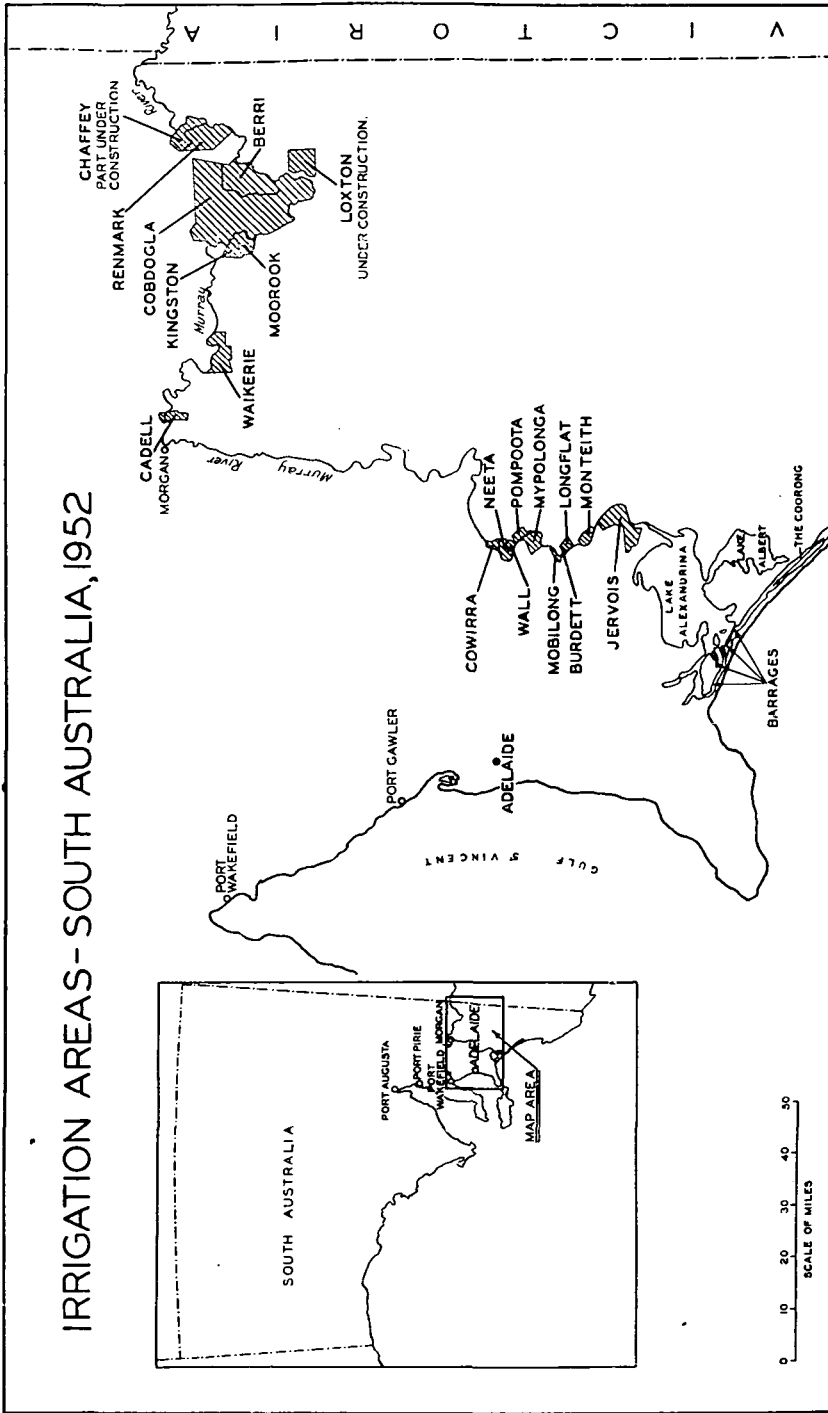 IRRIGATION AREAS - SOUTH AUSTRALIA, 1952
CHAFFEY
PART UNDER
CONSTRUCTION
RENMARK
COBDOGLA
KINGSTON
River
Murray
BERRI
LOXTON
UNDER CONSTRUCTION.
MOOROOK
WAIKERIE
CADELL
MORGAN
River
Murray
VICTORIA
COWIRRA
NEETA
WALL
POMPOOTA
MYPOLONGA
MOBILONG
BURDETT
LONGFLAT
MONTEITH
JERVOIS
LAKE
ALEXANURINA
LAKE
ALBERT
THE COORONG
BARRAGES
PORT
WAKEFIELD
PORT GAWLER
ADELAIDE
GULF ST VINCENT
SOUTH AUSTRALIA
PORT AUGUSTA
PORT PIRIE
PORT
WAKEFIELD
MORGAN
ADELAIDE
MAP AREA
0 10 20 30 40 50
SCALE OF MILES